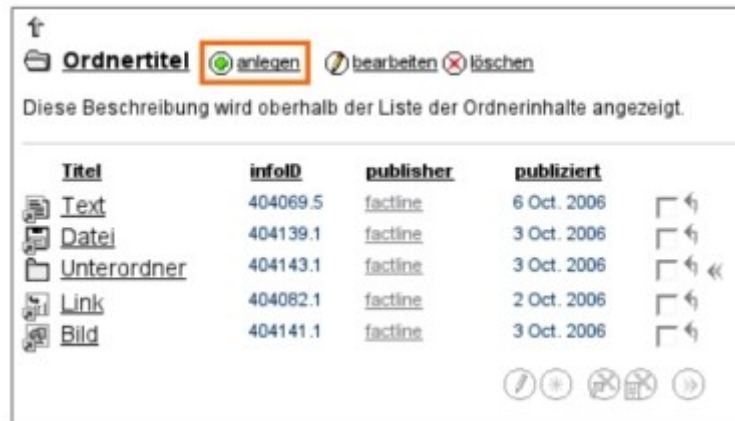 Ordnertitel anlegen bearbeiten löschen
Diese Beschreibung wird oberhalb der Liste der Ordnerinhalte angezeigt.
Titel infoID publisher publiziert
Text 404069.5 factline 6 Oct. 2006
Datei 404139.1 factline 3 Oct. 2006
Unterordner 404143.1 factline 3 Oct. 2006
Link 404082.1 factline 2 Oct. 2006
Bild 404141.1 factline 3 Oct. 2006